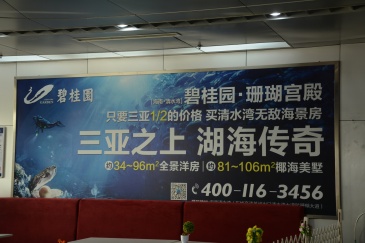 碧桂园
碧桂园·珊瑚宫殿
只要三亚1/2的价格 买清水湾无敌海景房
三亚之上 湖海传奇
约34~96m²全景洋房 约81~106m²椰海美墅
400-116-3456